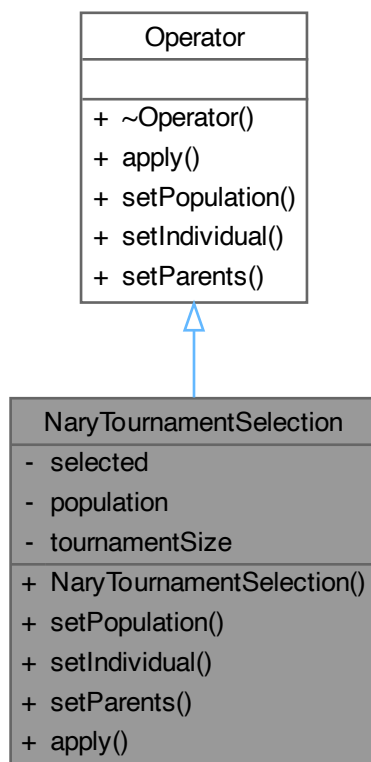 Operator
+ ~Operator()
+ apply()
+ setPopulation()
+ setIndividual()
+ setParents()
NaryTournamentSelection
- selected
- population
- tournamentSize
+ NaryTournamentSelection()
+ setPopulation()
+ setIndividual()
+ setParents()
+ apply()